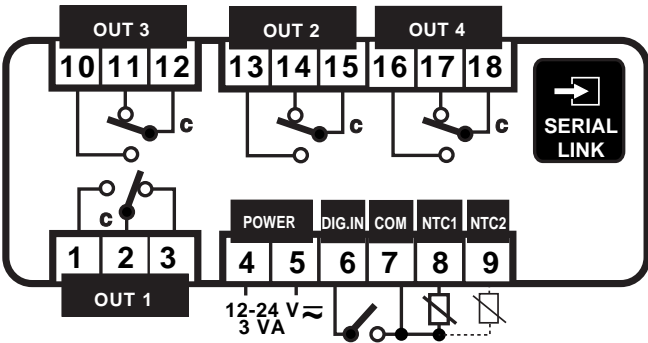 OUT 3 OUT 2 OUT 4
10 11 12 13 14 15 16 17 18
c c c
SERIAL
LINK
c
POWER DIG.IN COM NTC1 NTC2
1 2 3 4 5 6 7 8 9
OUT 1
12-24 V ⎓
3 VA